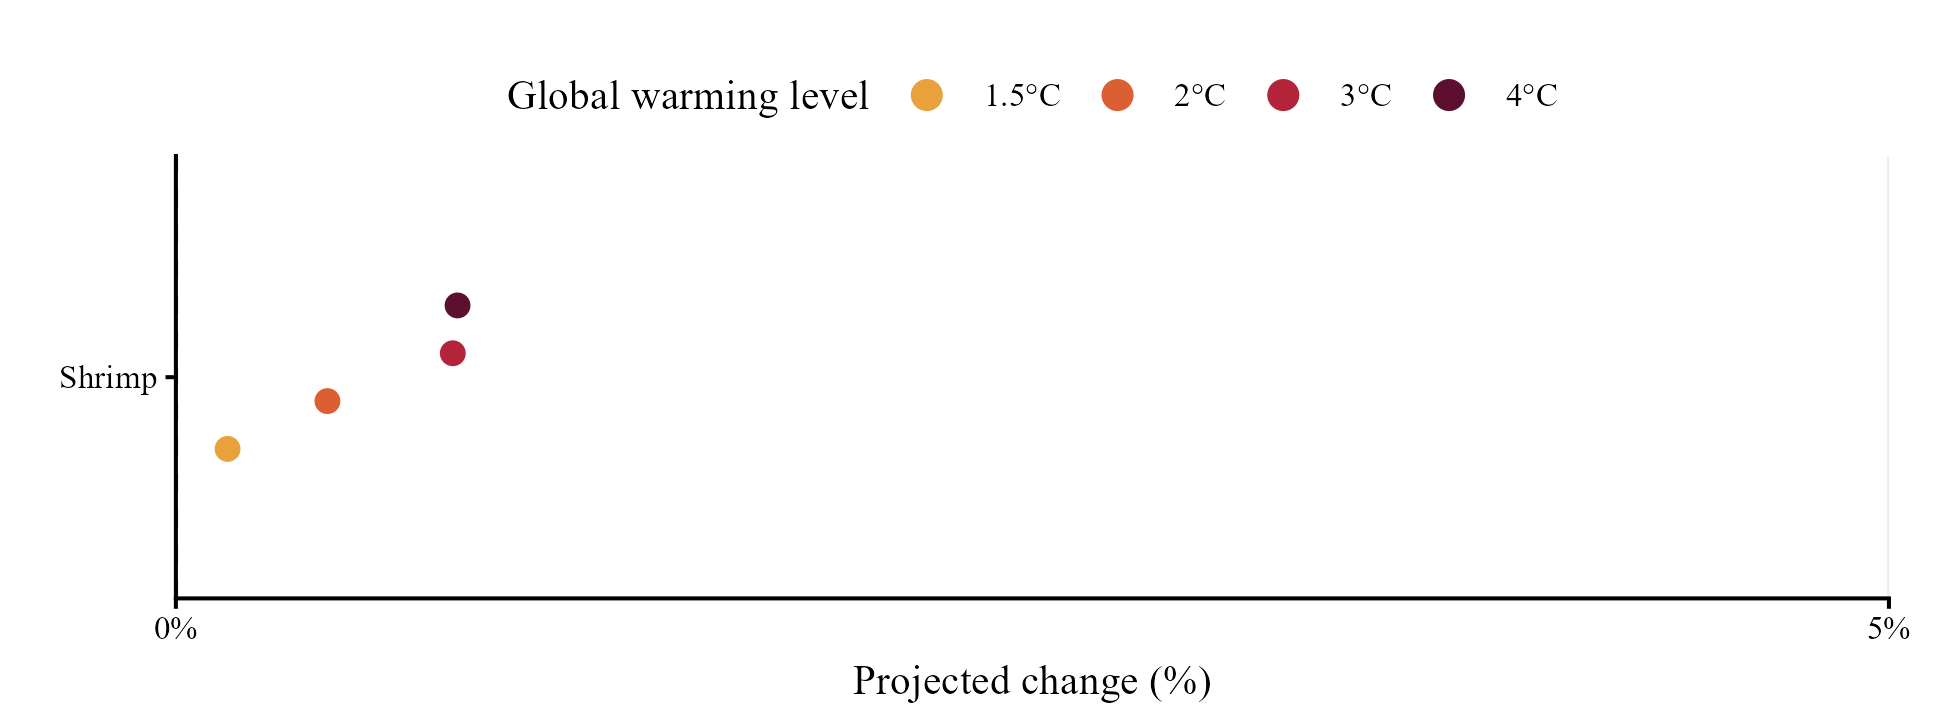 Global warming level 1.5°C 2°C 3°C 4°C
Shrimp
0% 5%
Projected change (%)